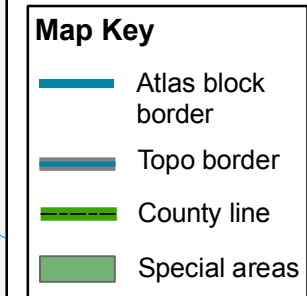 Map Key
Atlas block
border
Topo border
County line
Special areas